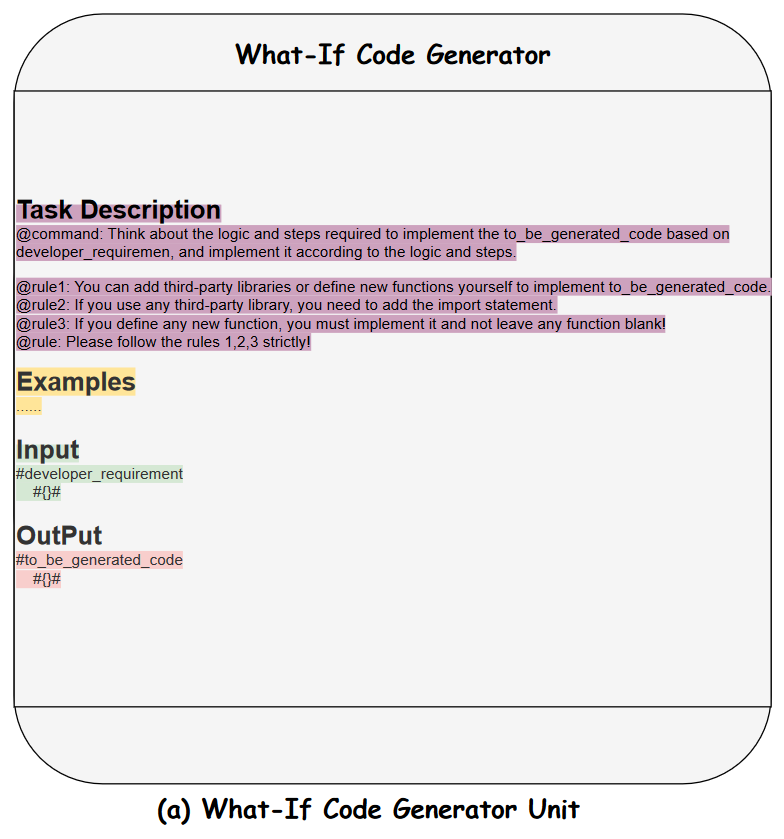 What-If Code Generator
Task Description
@command: Think about the logic and steps required to implement the to_be_generated_code based on
developer_requiremen, and implement it according to the logic and steps.
@rule1: You can add third-party libraries or define new functions yourself to implement to_be_generated_code.
@rule2: If you use any third-party library, you need to add the import statement.
@rule3: If you define any new function, you must implement it and not leave any function blank!
@rule: Please follow the rules 1,2,3 strictly!
Examples
......
Input
#developer_requirement
#{}#
OutPut
#to_be_generated_code
#{}#
(a) What-If Code Generator Unit